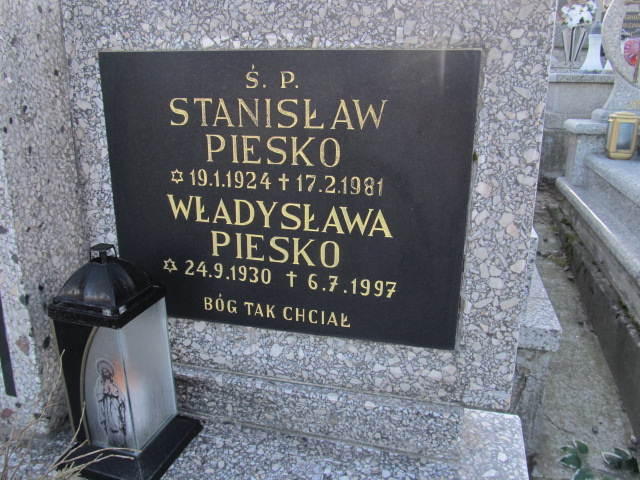 Ś. P.
STANISŁAW
PIESKO
✡ 19.1.1924 ✝ 17.2.1981
WŁADYSŁAWA
PIESKO
✡ 24.9.1930 ✝ 6.7.1997
BÓG TAK CHCIAŁ